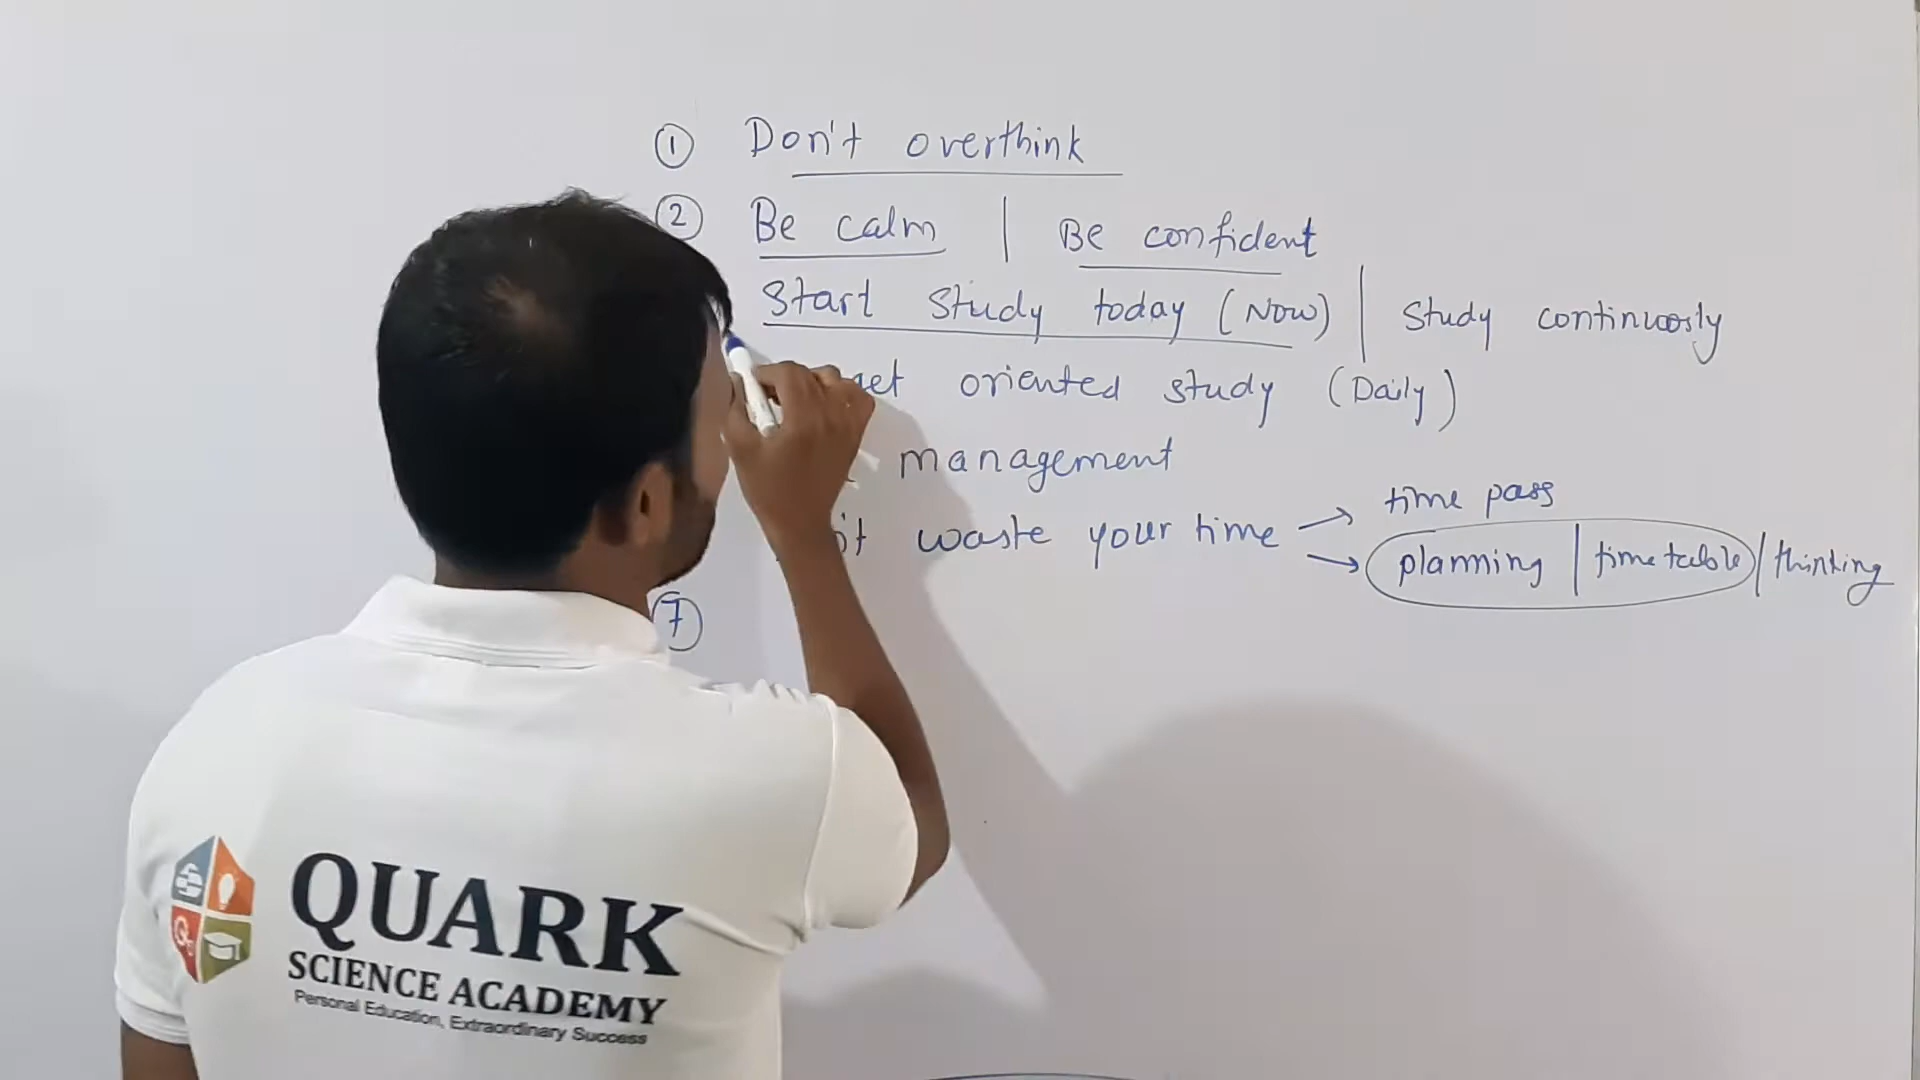 ① Don't overthink
② Be calm | Be confident
Start Study today (Now) | Study continuosly
oriented study (Daily)
management
waste your time → time pass
→ planning | time table / thinking
⑦
QUARK
SCIENCE ACADEMY
Personal Education, Extraordinary Success